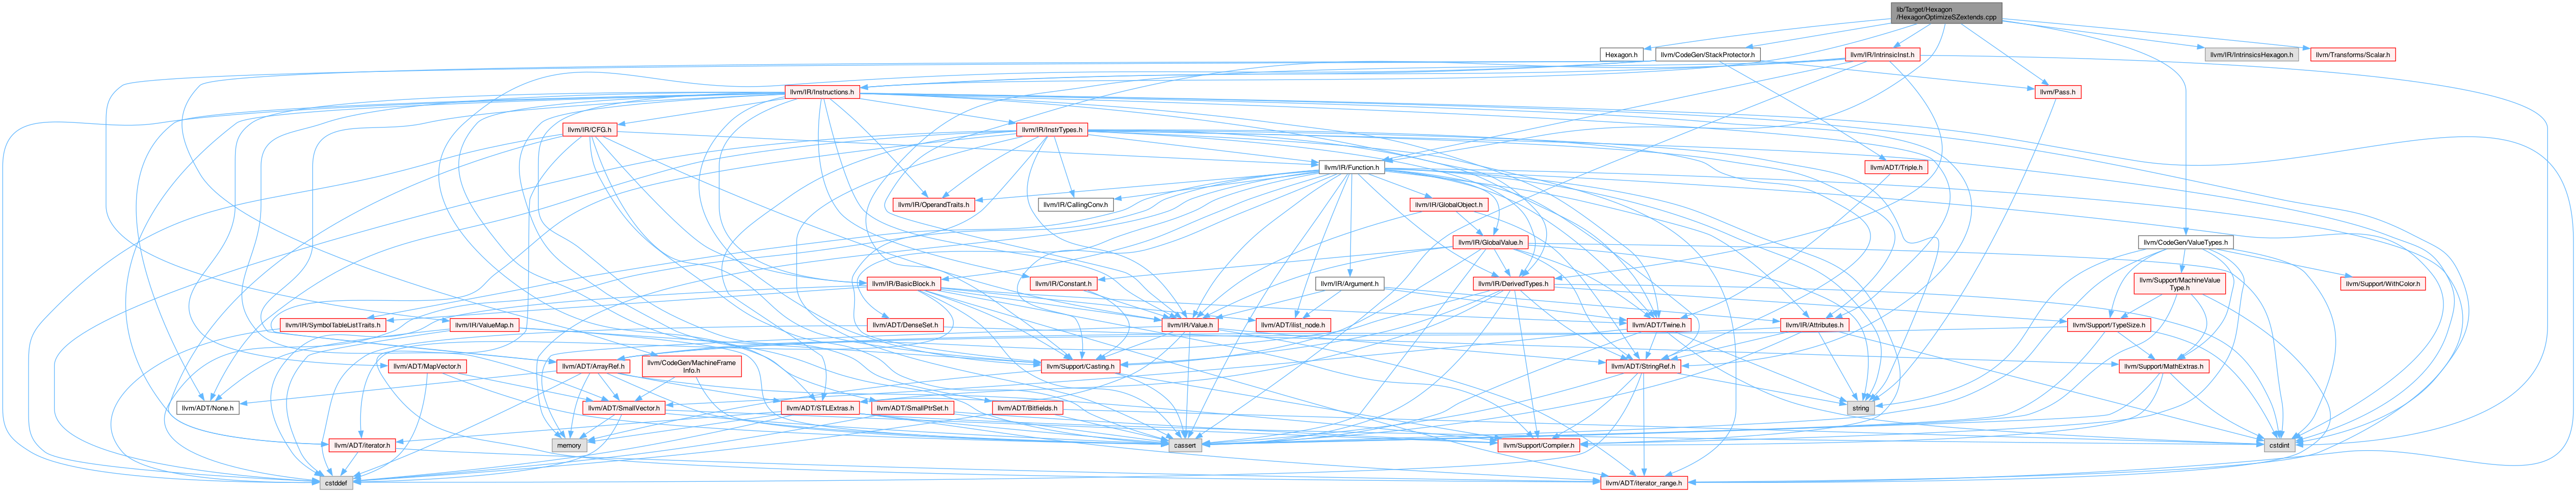 lib/Target/Hexagon
/HexagonOptimizeSZextends.cpp
Hexagon.h
llvm/CodeGen/StackProtector.h
llvm/IR/IntrinsicInst.h
llvm/IR/IntrinsicsHexagon.h
llvm/Transforms/Scalar.h
llvm/IR/Instructions.h
llvm/Pass.h
llvm/IR/CFG.h
llvm/IR/InstrTypes.h
llvm/IR/Function.h
llvm/ADT/Triple.h
llvm/IR/OperandTraits.h
llvm/IR/CallingConv.h
llvm/IR/GlobalObject.h
llvm/IR/GlobalValue.h
llvm/CodeGen/ValueTypes.h
llvm/IR/BasicBlock.h
llvm/IR/Constant.h
llvm/IR/Argument.h
llvm/IR/DerivedTypes.h
llvm/Support/MachineValue
Type.h
llvm/Support/WithColor.h
llvm/IR/SymbolTableListTraits.h
llvm/IR/ValueMap.h
llvm/ADT/DenseSet.h
llvm/IR/Value.h
llvm/ADT/ilist_node.h
llvm/ADT/Twine.h
llvm/IR/Attributes.h
llvm/Support/TypeSize.h
llvm/ADT/MapVector.h
llvm/ADT/ArrayRef.h
llvm/CodeGen/MachineFrame
Info.h
llvm/Support/Casting.h
llvm/ADT/StringRef.h
llvm/Support/MathExtras.h
llvm/ADT/None.h
llvm/ADT/SmallVector.h
llvm/ADT/STLExtras.h
llvm/ADT/SmallPtrSet.h
llvm/ADT/Bitfields.h
string
llvm/ADT/iterator.h
memory
cassert
llvm/Support/Compiler.h
cstdint
cstddef
llvm/ADT/iterator_range.h